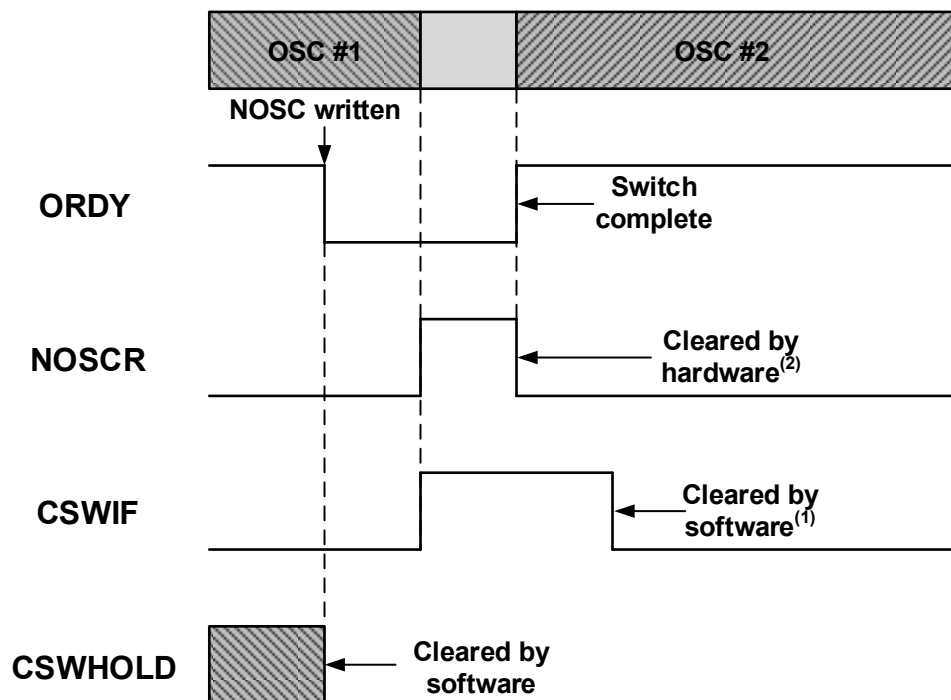 OSC #1
OSC #2
NOSC written
ORDY
Switch
complete
NOSCR
Cleared by
hardware(2)
CSWIF
Cleared by
software(1)
CSWHOLD
Cleared by
software